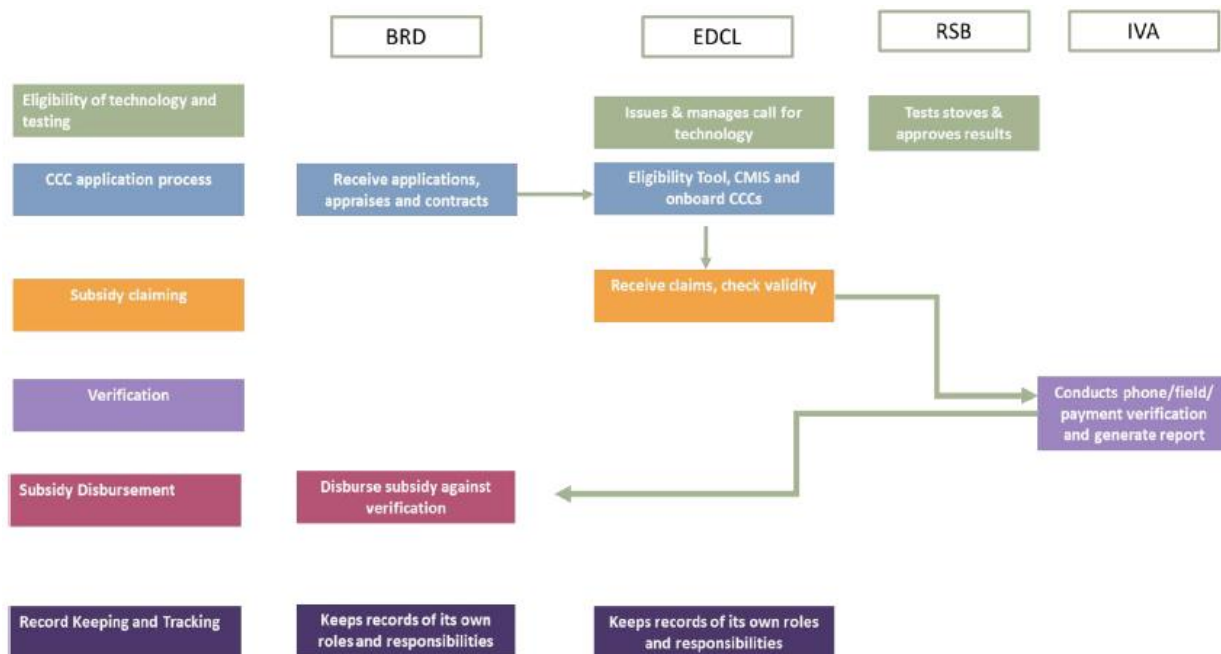 BRD
EDCL
RSB
IVA
Eligibility of technology and
testing
Issues & manages call for
technology
Tests stoves &
approves results
CCC application process
Receive applications,
appraises and contracts
Eligibility Tool, CMIS and
onboard CCCs
Subsidy claiming
Receive claims, check validity
Verification
Conducts phone/field/
payment verification
and generate report
Subsidy Disbursement
Disburse subsidy against
verification
Record Keeping and Tracking
Keeps records of its own
roles and responsibilities
Keeps records of its own roles
and responsibilities